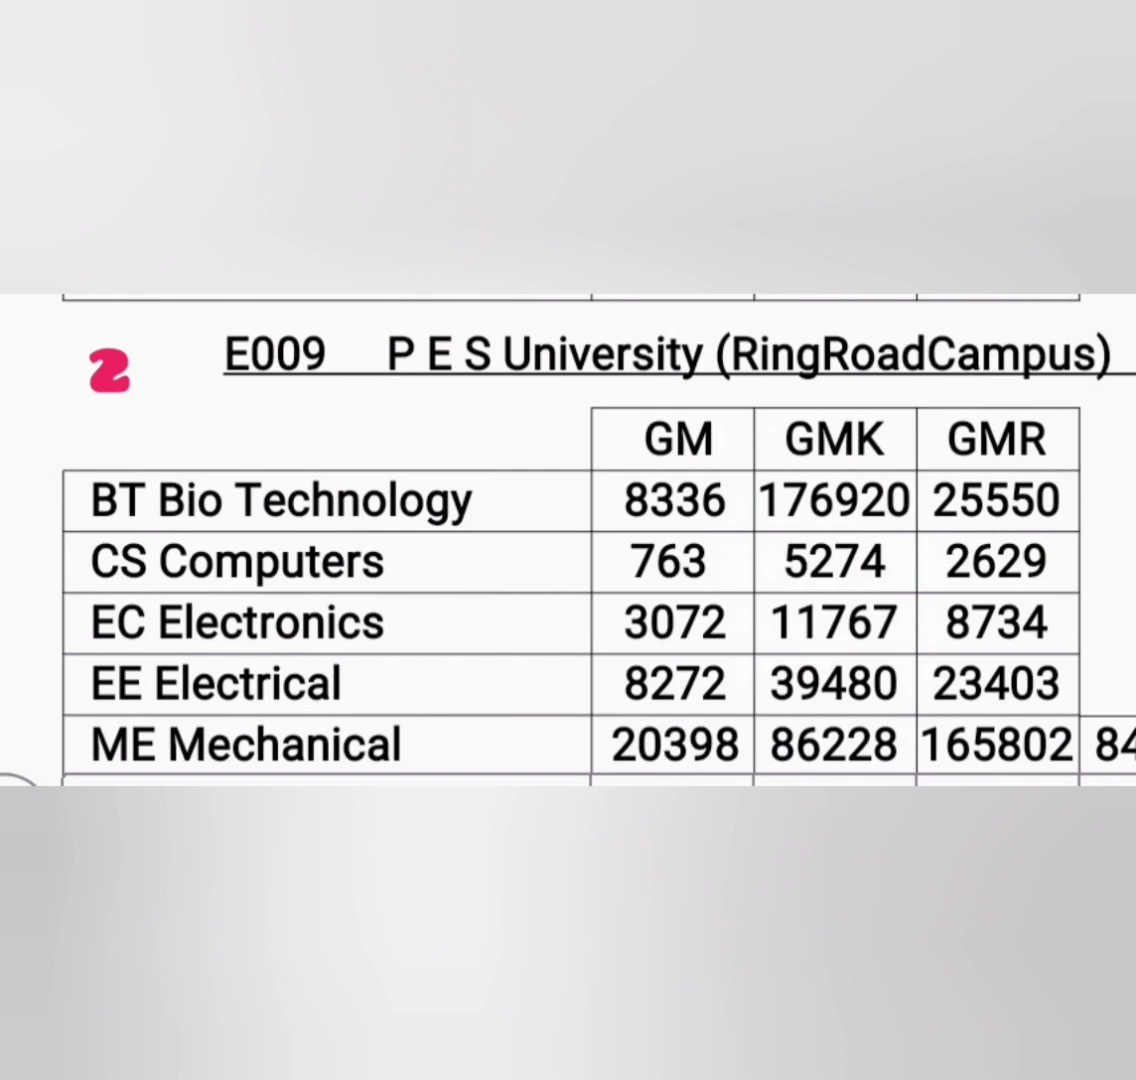 2 E009 P E S University (RingRoadCampus)
GM GMK GMR
BT Bio Technology 8336 176920 25550
CS Computers 763 5274 2629
EC Electronics 3072 11767 8734
EE Electrical 8272 39480 23403
ME Mechanical 20398 86228 165802 84